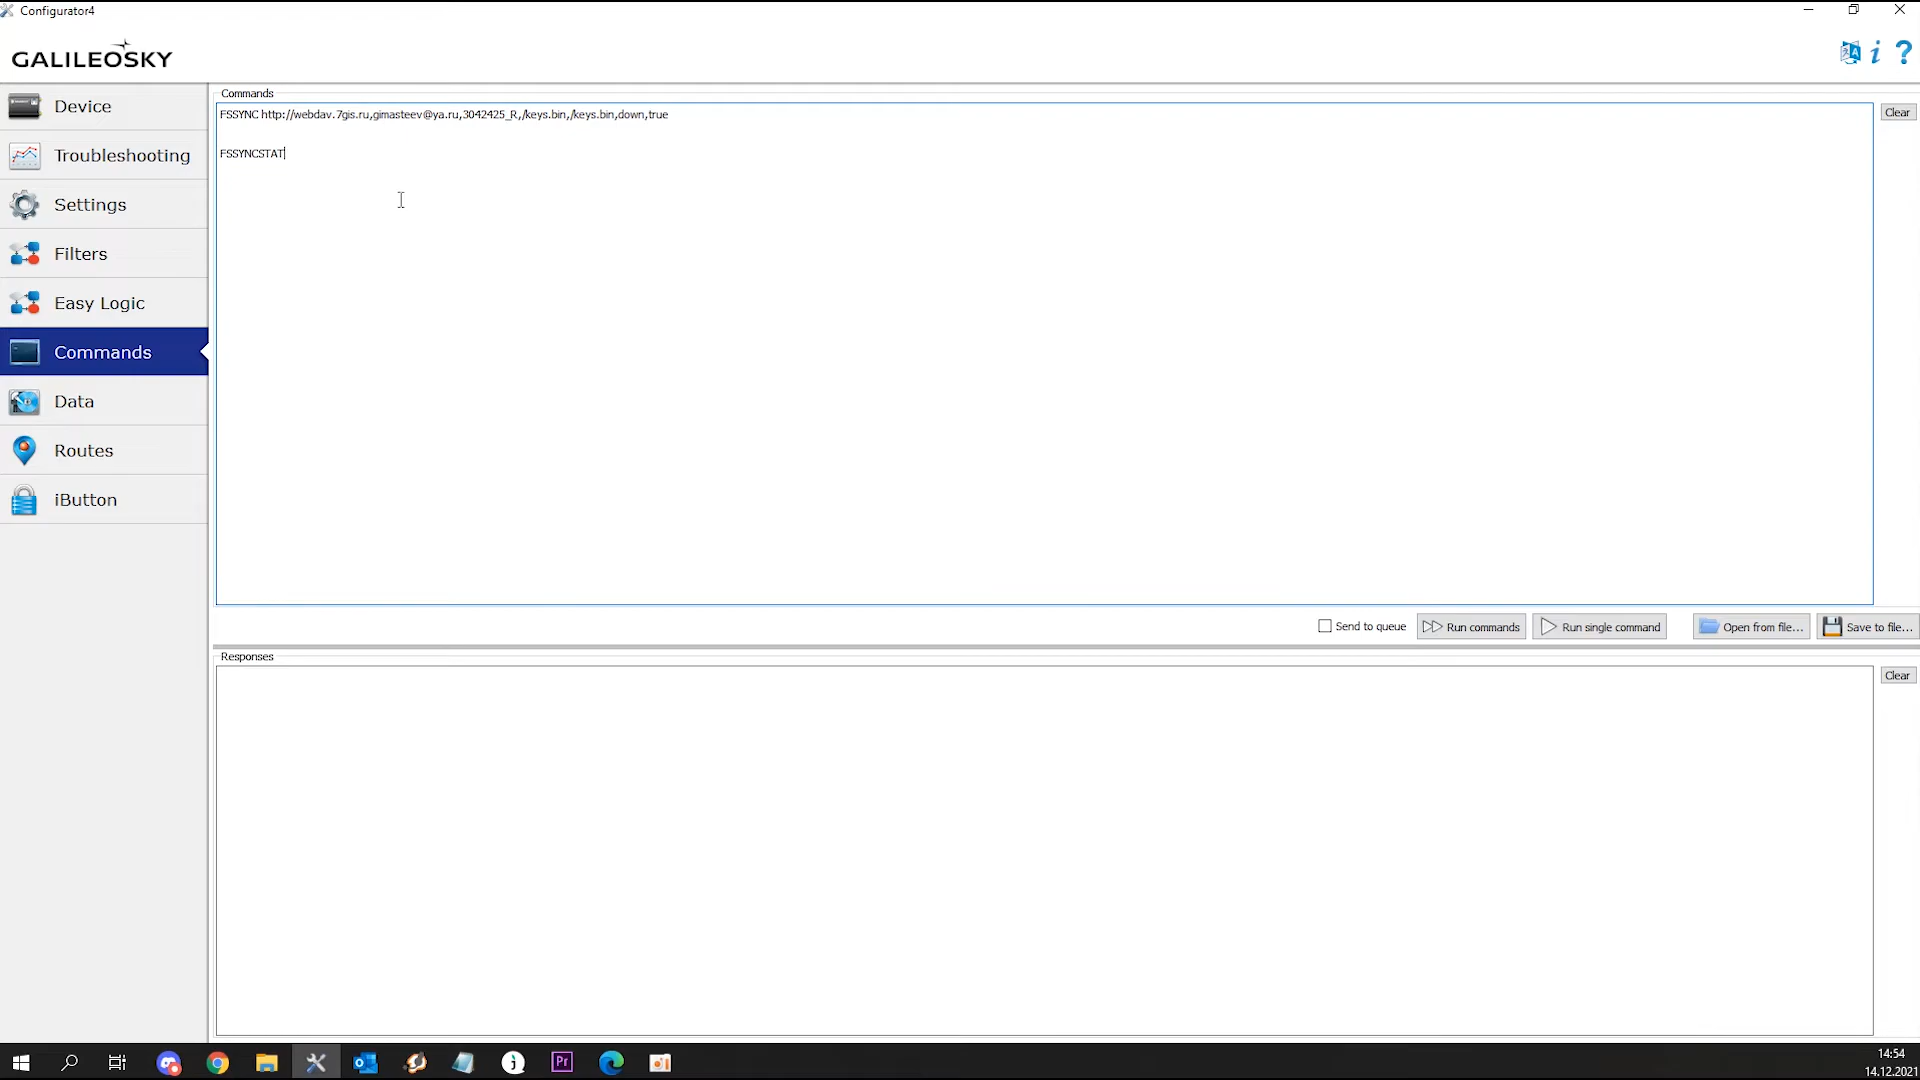 Configurator4
GALILEOSKY
Device
Troubleshooting
Settings
Filters
Easy Logic
Commands
Data
Routes
iButton
Commands
FSSYNC http://webdav.7gis.ru,gimasteev@ya.ru,3042425_R,/keys.bin,/keys.bin,down,true
FSSYNCSTAT
Clear
Send to queue
Run commands
Run single command
Open from file...
Save to file...
Responses
Clear
Pr
14:54
14.12.2021